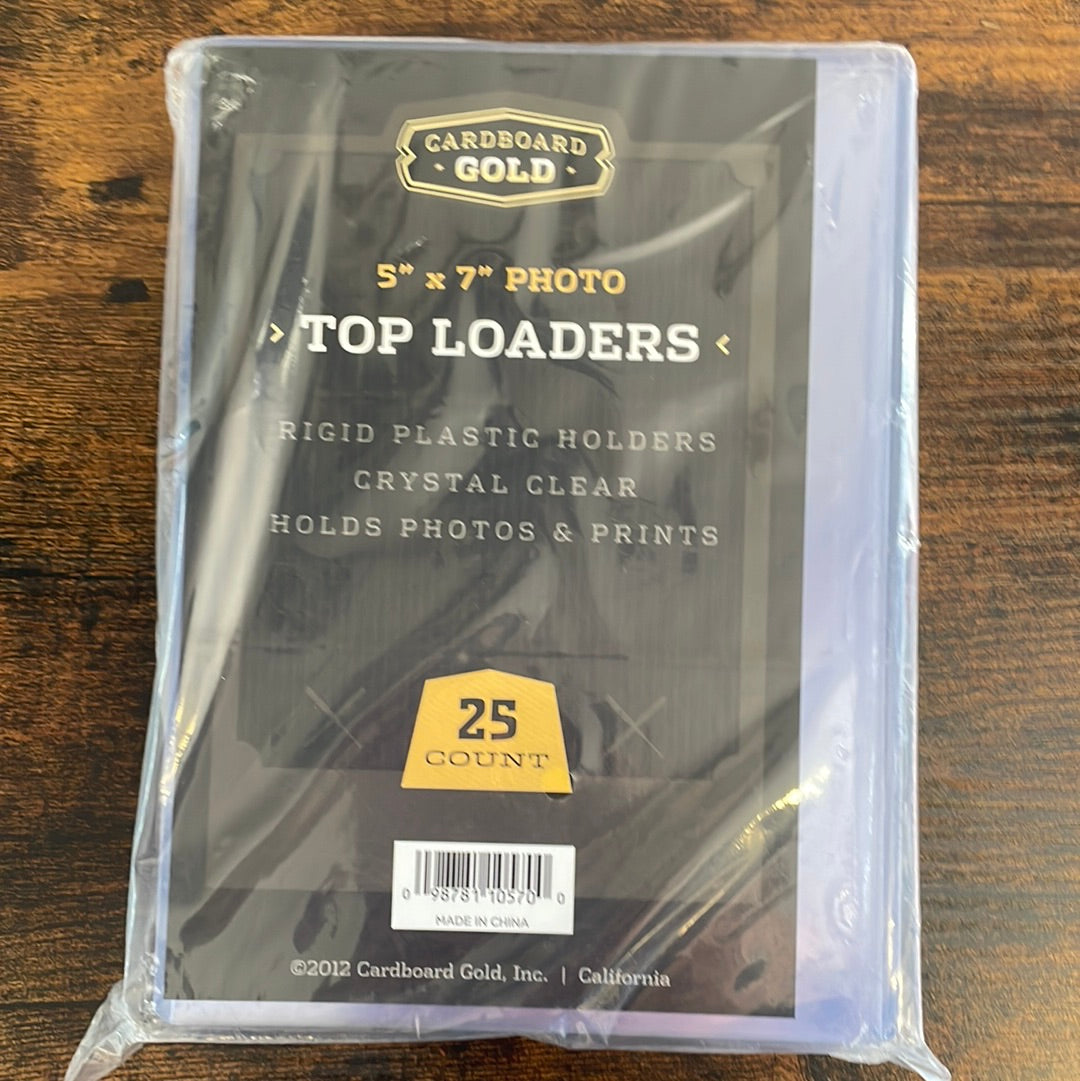 CARDBOARD
GOLD
5" x 7" PHOTO
TOP LOADERS
RIGID PLASTIC HOLDERS
CRYSTAL CLEAR
HOLDS PHOTOS & PRINTS
25
COUNT
0 98781 10570 0
MADE IN CHINA
©2012 Cardboard Gold, Inc. | California